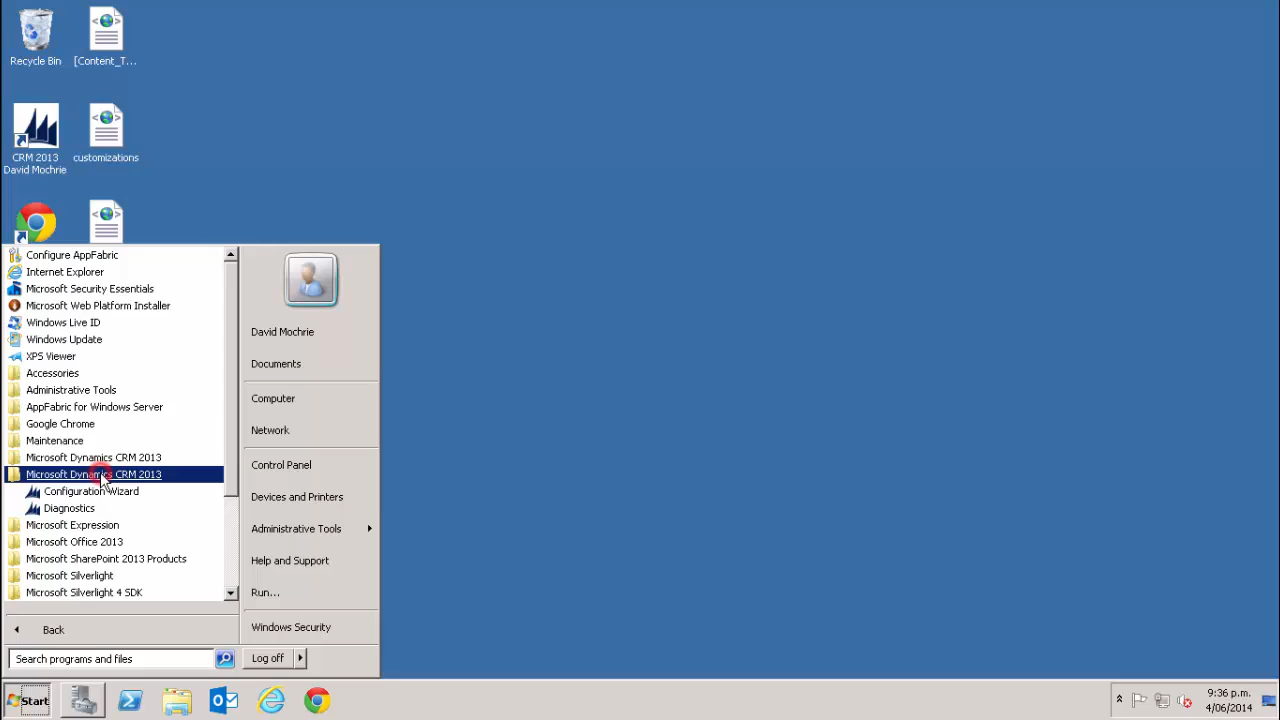 Recycle Bin
[Content_T...
CRM 2013
David Mochrie
customizations
Configure AppFabric
Internet Explorer
Microsoft Security Essentials
Microsoft Web Platform Installer
Windows Live ID
Windows Update
XPS Viewer
Accessories
Administrative Tools
AppFabric for Windows Server
Google Chrome
Maintenance
Microsoft Dynamics CRM 2013
Microsoft Dynamics CRM 2013
Configuration Wizard
Diagnostics
Microsoft Expression
Microsoft Office 2013
Microsoft SharePoint 2013 Products
Microsoft Silverlight
Microsoft Silverlight 4 SDK
Back
Search programs and files
David Mochrie
Documents
Computer
Network
Control Panel
Devices and Printers
Administrative Tools
Help and Support
Run...
Windows Security
Log off
Start
9:36 p.m.
4/06/2014